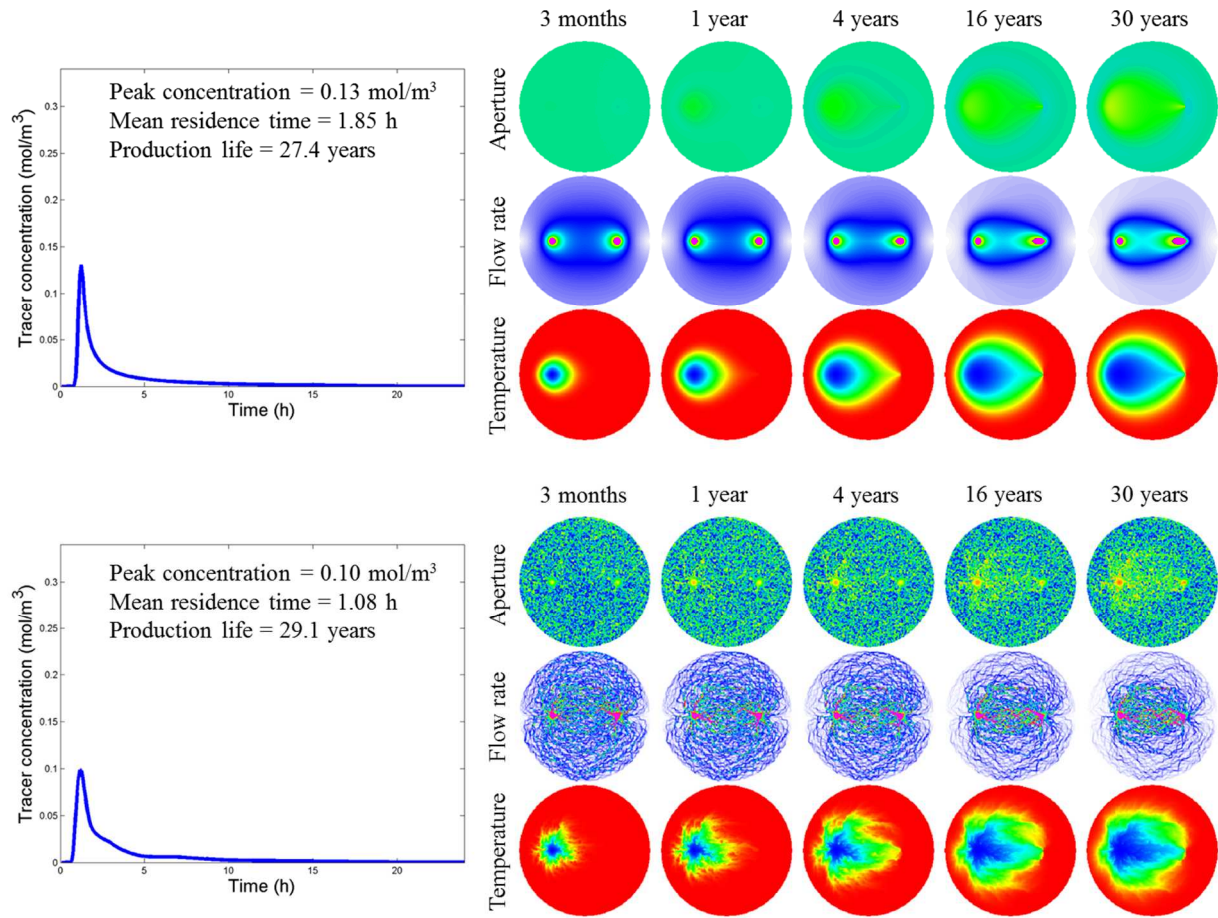 3 months 1 year 4 years 16 years 30 years
Peak concentration = 0.13 mol/m³
Mean residence time = 1.85 h
Production life = 27.4 years
Tracer concentration (mol/m³)
0.3
0.25
0.2
0.15
0.1
0.05
0
0 5 10 15 20
Time (h)
Aperture
Flow rate
Temperature
3 months 1 year 4 years 16 years 30 years
Peak concentration = 0.10 mol/m³
Mean residence time = 1.08 h
Production life = 29.1 years
Tracer concentration (mol/m³)
0.3
0.25
0.2
0.15
0.1
0.05
0
0 5 10 15 20
Time (h)
Aperture
Flow rate
Temperature